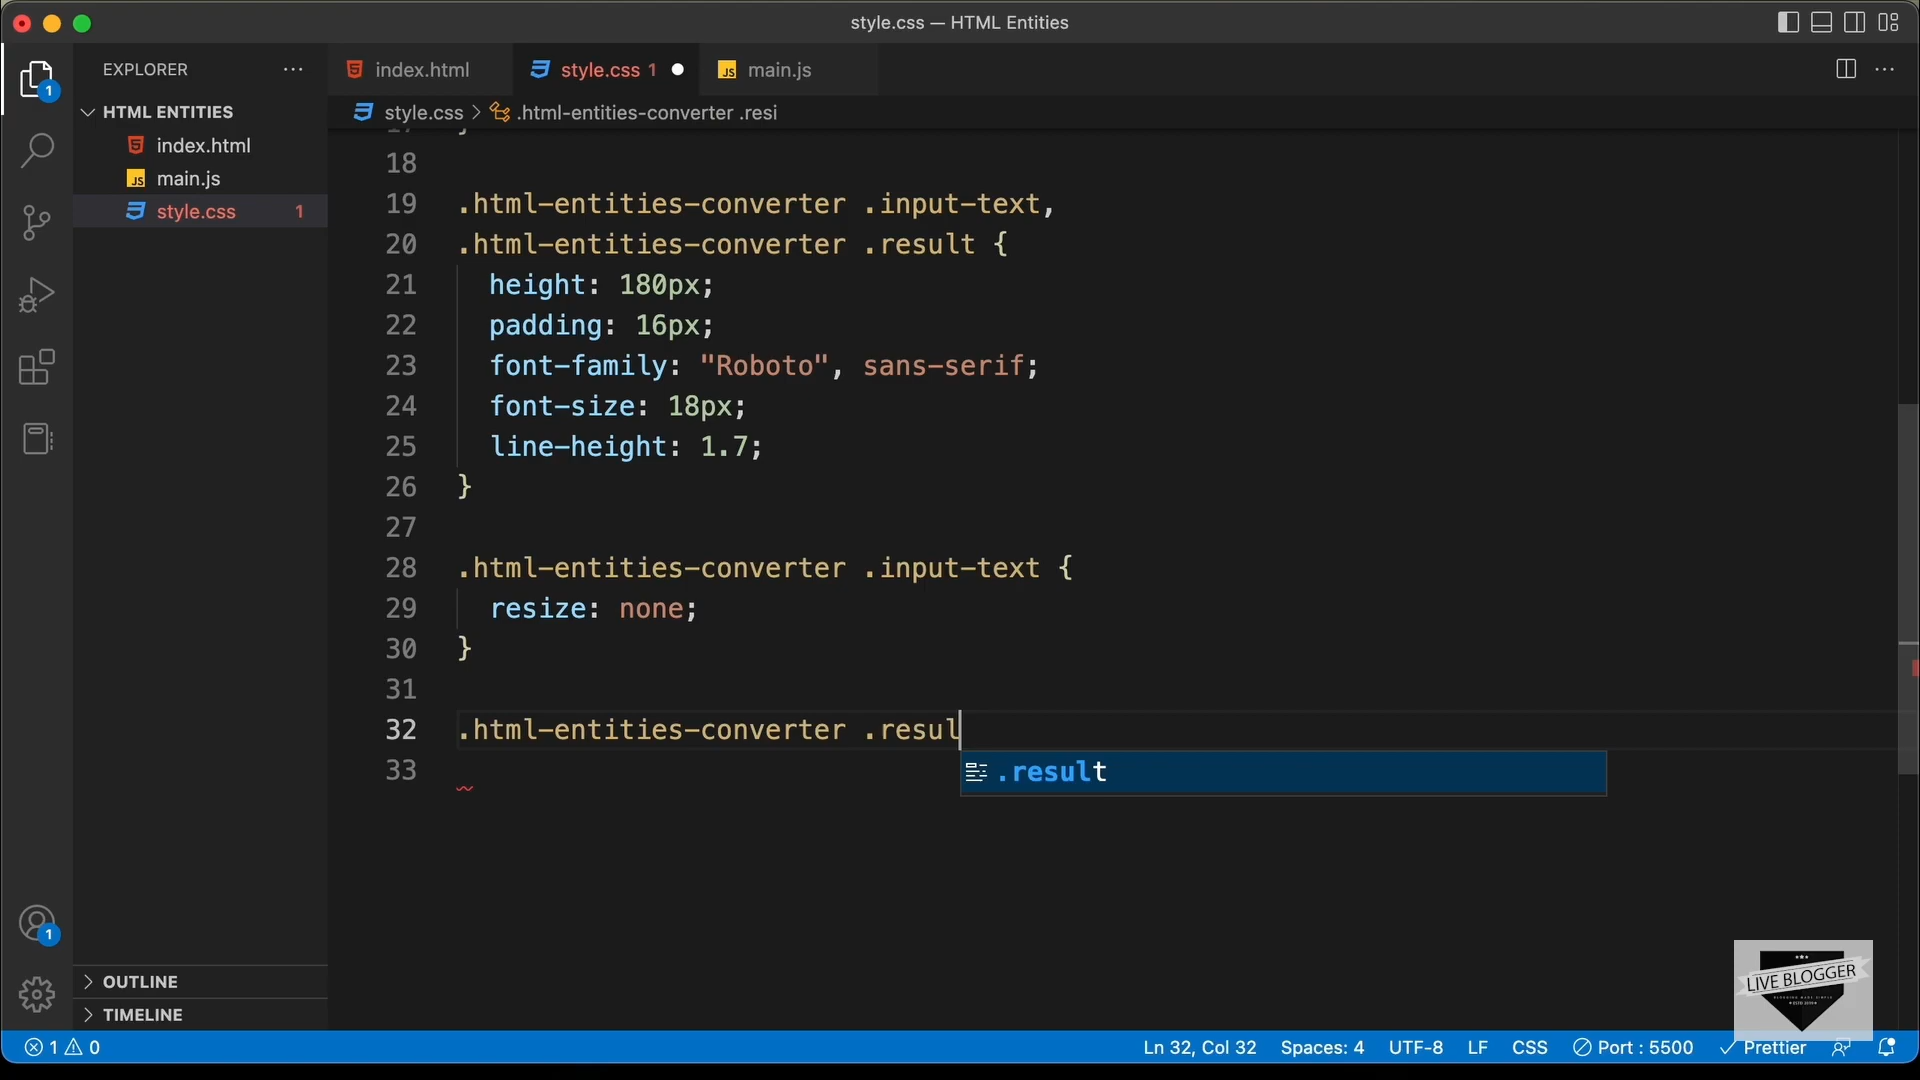 style.css — HTML Entities
EXPLORER
index.html
style.css 1
main.js
1
HTML ENTITIES
style.css > .html-entities-converter .resi
index.html
main.js
style.css 1
17 }
18
19 .html-entities-converter .input-text,
20 .html-entities-converter .result {
21 height: 180px;
22 padding: 16px;
23 font-family: "Roboto", sans-serif;
24 font-size: 18px;
25 line-height: 1.7;
26 }
27
28 .html-entities-converter .input-text {
29 resize: none;
30 }
31
32 .html-entities-converter .resul
33
.result
1
OUTLINE
TIMELINE
LIVE BLOGGER
1 0
Ln 32, Col 32 Spaces: 4 UTF-8 LF CSS Port : 5500 Prettier